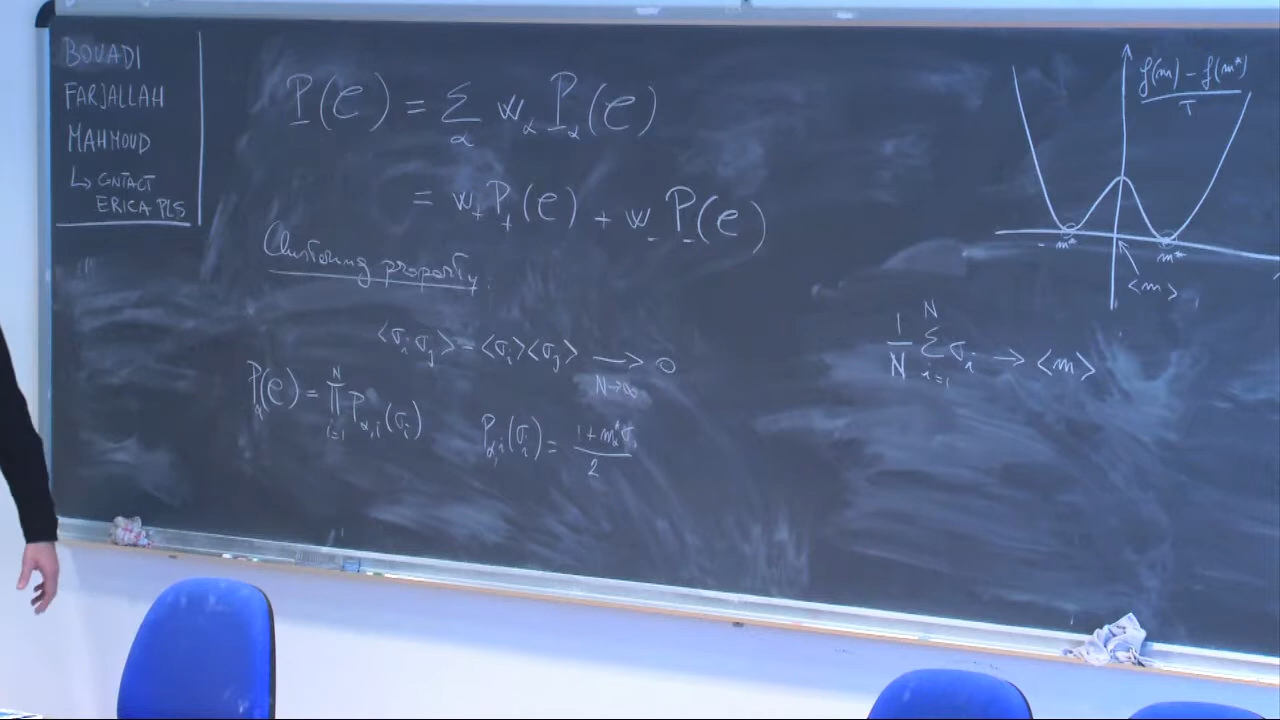 BOUADI
FARJALLAH
MAHMOUD
↳ CONTACT
ERICA PLS
P(C) = Σ_α w_α P_α(C)
= w_+ P_+(C) + w_- P_-(C)
Clustering property.
<σ_i σ_j> - <σ_i><σ_j> → 0
N→∞
P_α(C) = ∏_{i=1}^N P_{α,i}(σ_i)
P_{α,i}(σ_i) = (1 + m_α^* σ_i)/2
(f(m) - f(m*))/T
- m*
m*
<m>
1/N Σ_{i=1}^N σ_i → <m>